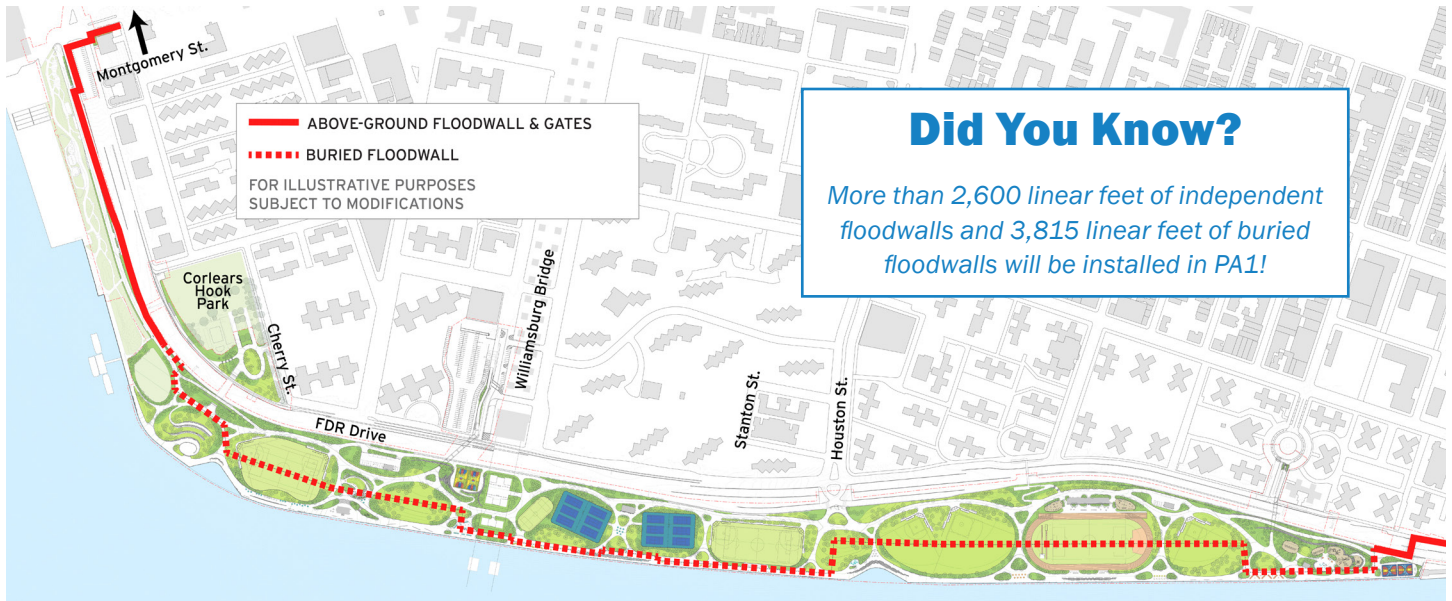 Montgomery St.
ABOVE-GROUND FLOODWALL & GATES
BURIED FLOODWALL
FOR ILLUSTRATIVE PURPOSES
SUBJECT TO MODIFICATIONS
Did You Know?
More than 2,600 linear feet of independent
floodwalls and 3,815 linear feet of buried
floodwalls will be installed in PA1!
Corlears
Hook
Park
Cherry St.
FDR Drive
Williamsburg Bridge
Stanton St.
Houston St.